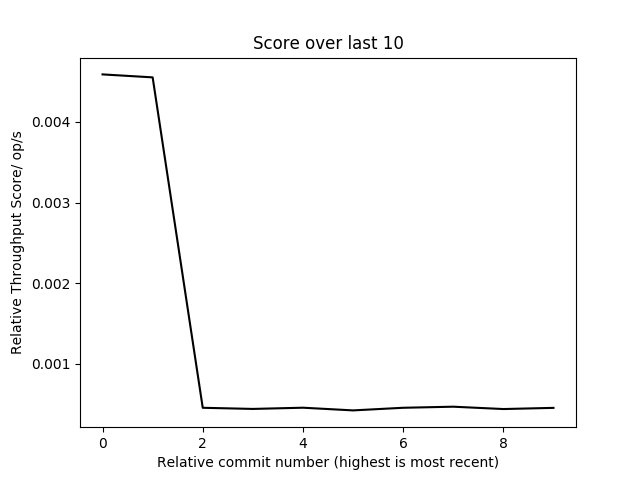 Score over last 10
Relative Throughput Score/ op/s
0.004
0.003
0.002
0.001
0 2 4 6 8
Relative commit number (highest is most recent)